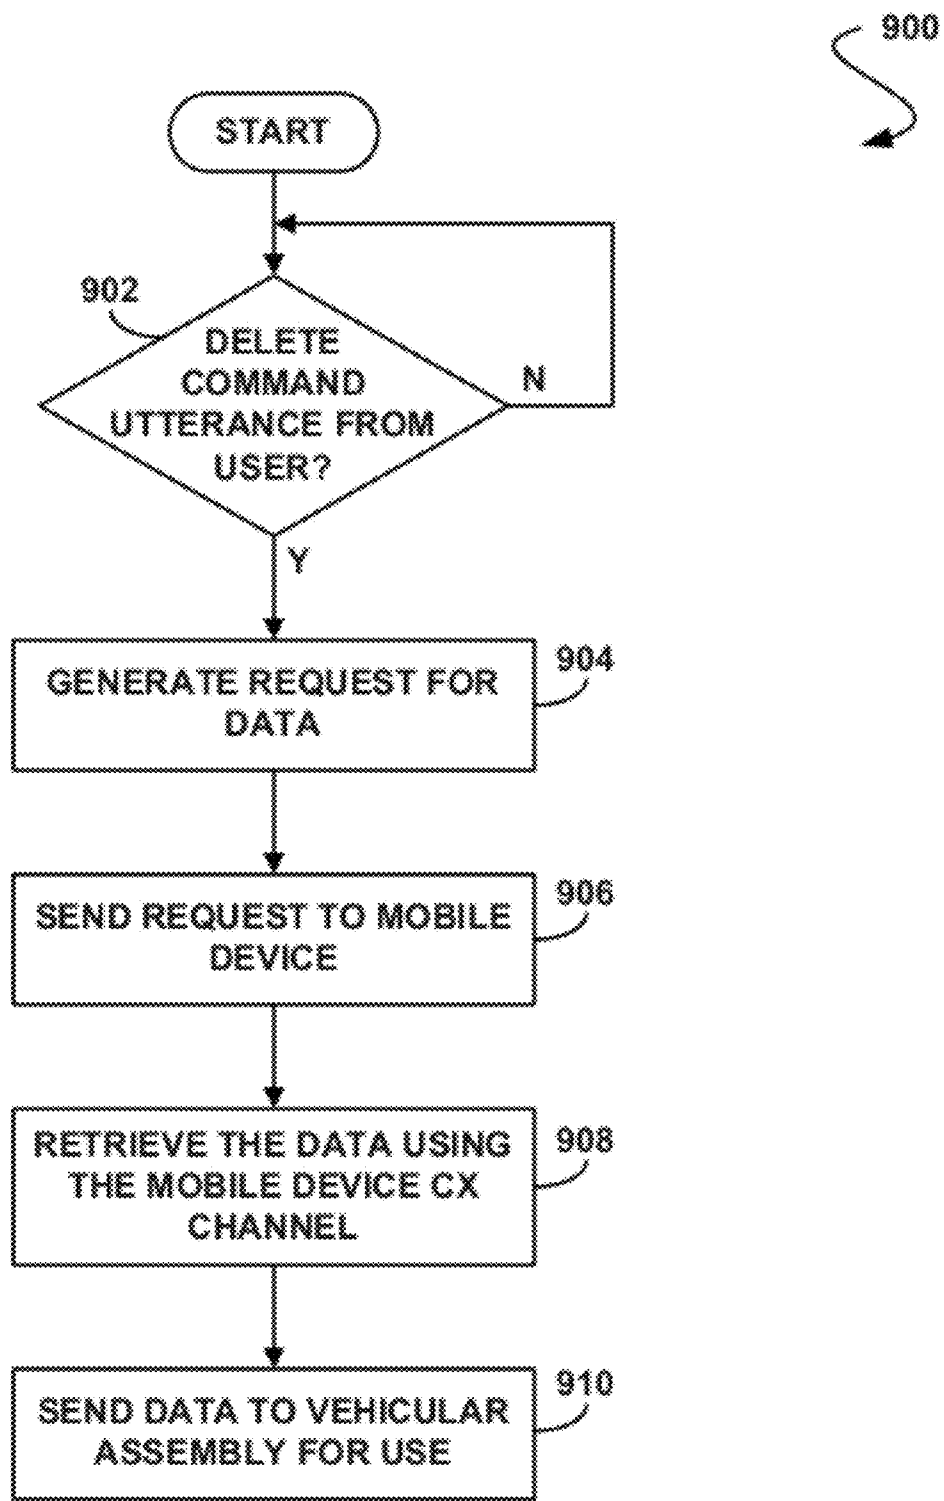 900
START
902
DELETE
COMMAND
UTTERANCE FROM
USER?
N
Y
904
GENERATE REQUEST FOR
DATA
906
SEND REQUEST TO MOBILE
DEVICE
908
RETRIEVE THE DATA USING
THE MOBILE DEVICE CX
CHANNEL
910
SEND DATA TO VEHICULAR
ASSEMBLY FOR USE